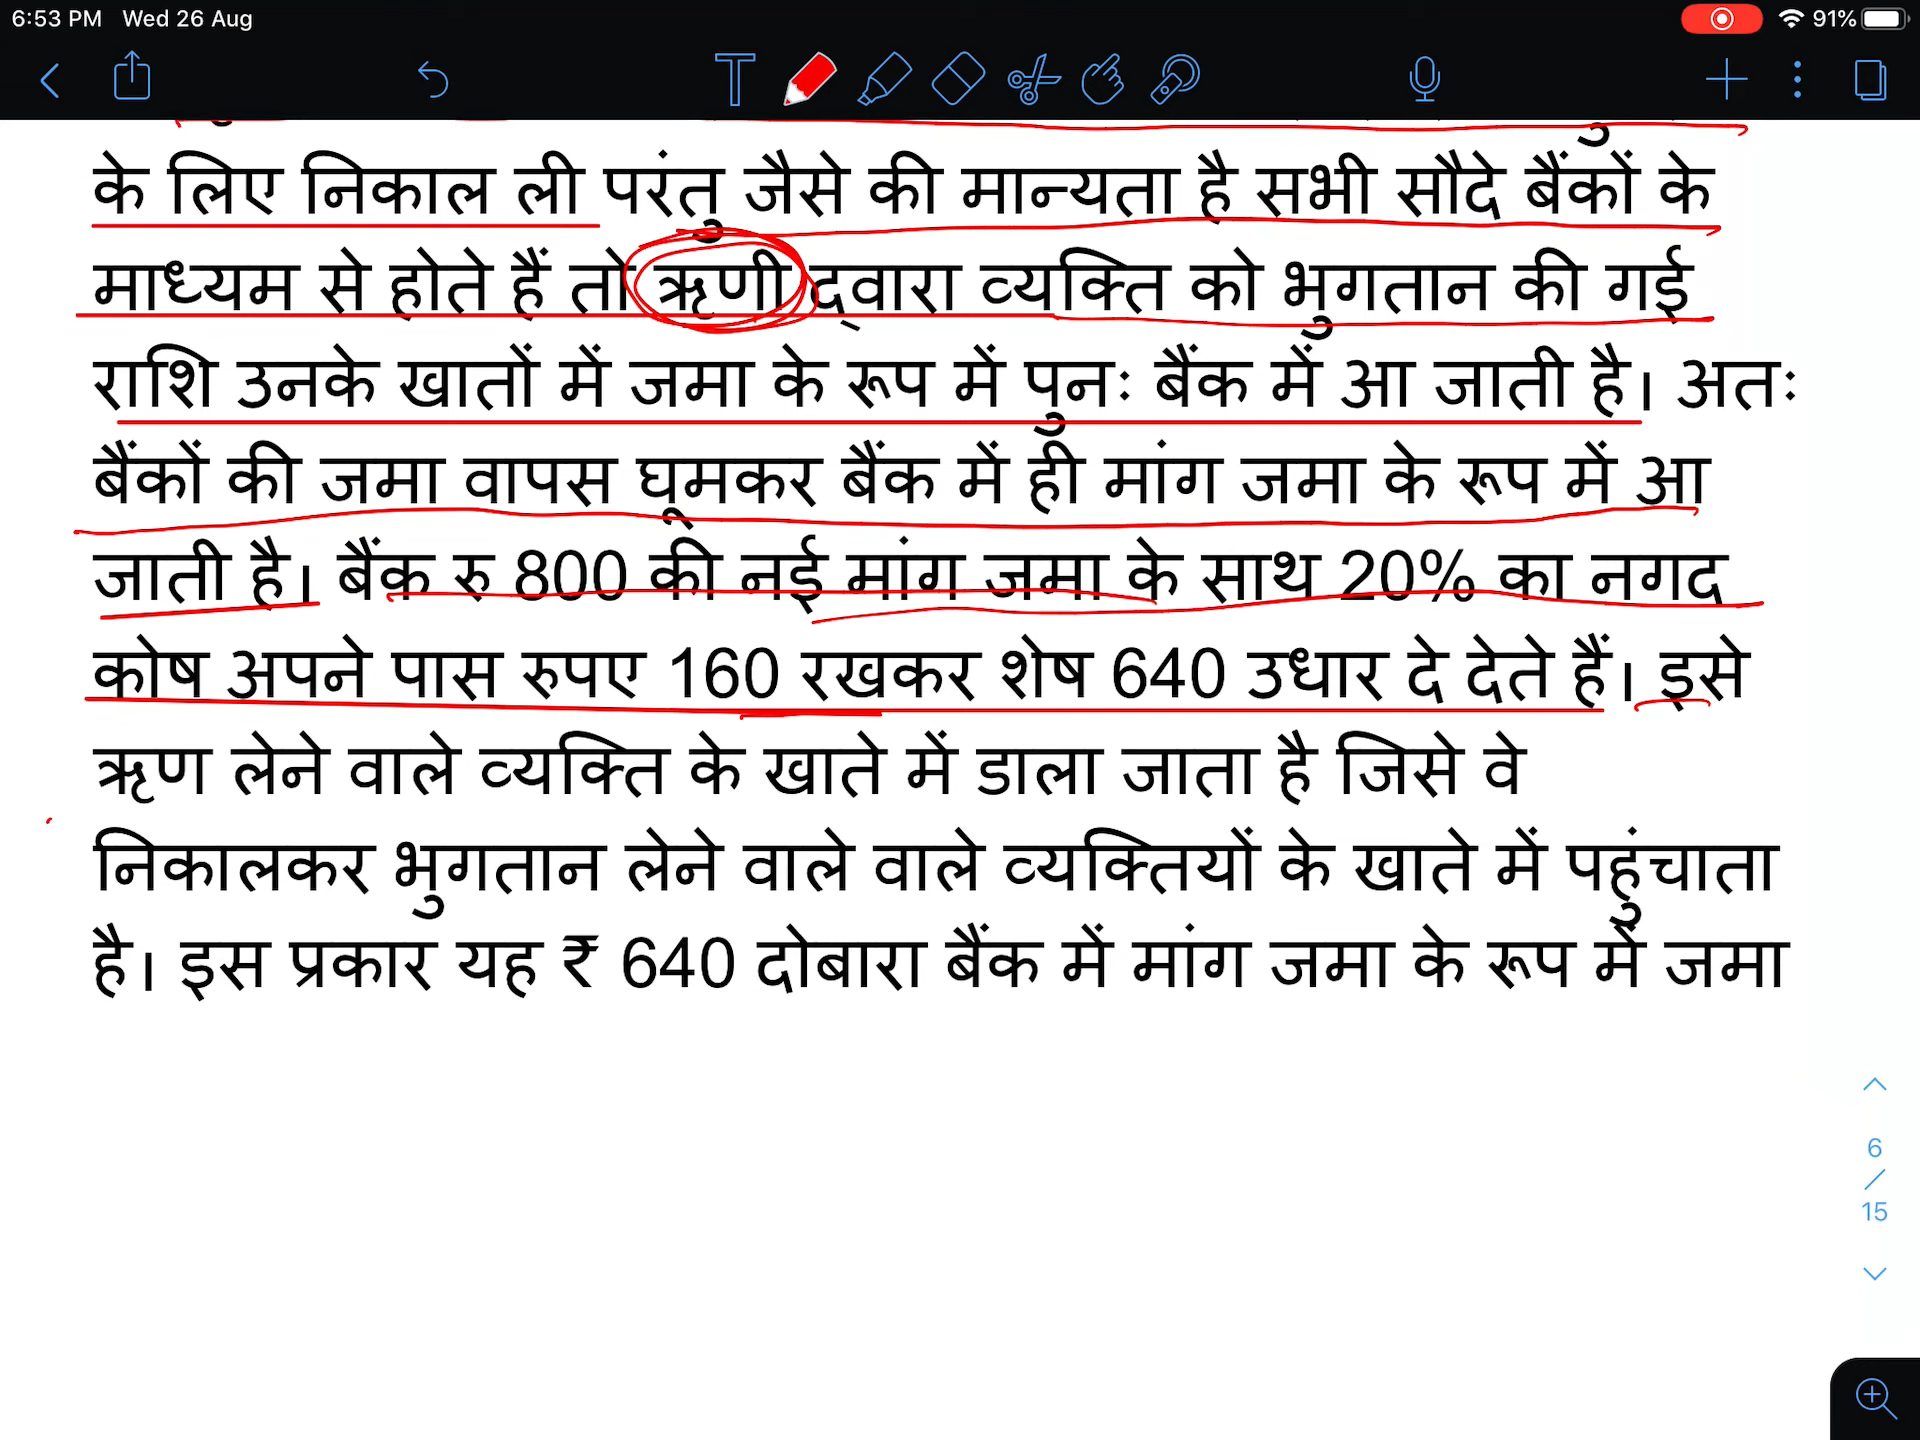 6:53 PM Wed 26 Aug 91%
के लिए निकाल ली परंतु जैसे की मान्यता है सभी सौदे बैंकों के
माध्यम से होते हैं तो ऋणी द्वारा व्यक्ति को भुगतान की गई
राशि उनके खातों में जमा के रूप में पुनः बैंक में आ जाती है। अतः
बैंकों की जमा वापस घूमकर बैंक में ही मांग जमा के रूप में आ
जाती है। बैंक रु 800 की नई मांग जमा के साथ 20% का नगद
कोष अपने पास रुपए 160 रखकर शेष 640 उधार दे देते हैं। इसे
ऋण लेने वाले व्यक्ति के खाते में डाला जाता है जिसे वे
निकालकर भुगतान लेने वाले वाले व्यक्तियों के खाते में पहुंचाता
है। इस प्रकार यह ₹ 640 दोबारा बैंक में मांग जमा के रूप में जमा
6
/
15